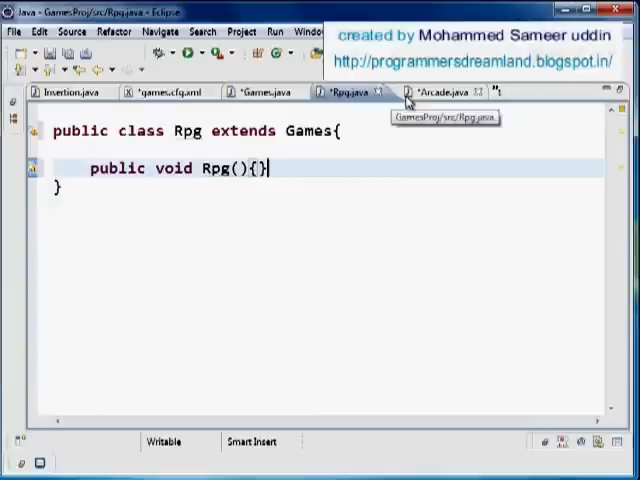 Java - GamesProj/src/Rpg.java - Eclipse
File Edit Source Refactor Navigate Search Project Run
created by Mohammed Sameer uddin
http://programmersdreamland.blogspot.in/
Insertion.java *games.cfg.xml *Games.java *Rpg.java *Arcade.java "1
GamesProj/src/Rpg.java
public class Rpg extends Games{
public void Rpg(){}
}
Writable Smart Insert